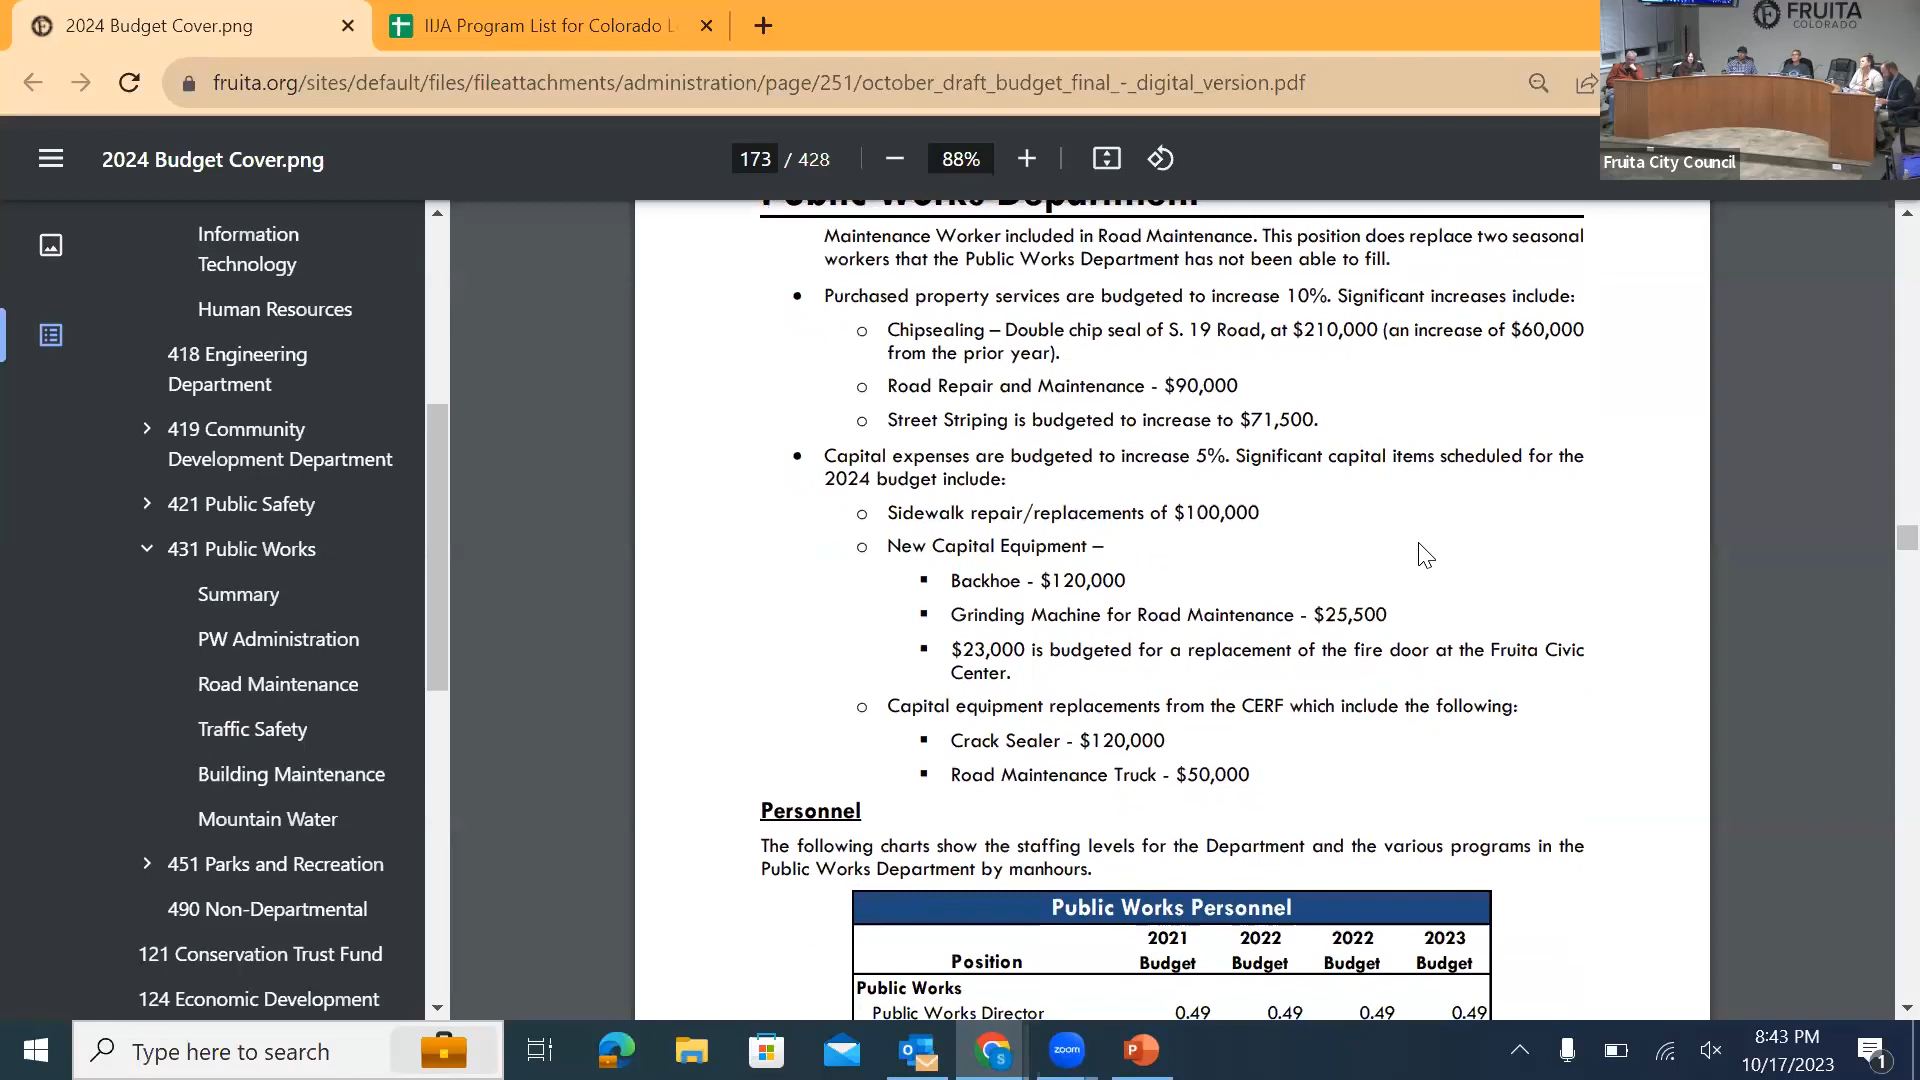 2024 Budget Cover.png
IIJA Program List for Colorado L
FRUITA
COLORADO
fruita.org/sites/default/files/fileattachments/administration/page/251/october_draft_budget_final_-_digital_version.pdf
Fruita City Council
2024 Budget Cover.png
173 / 428
88%
Information
Technology
Human Resources
418 Engineering
Department
419 Community
Development Department
421 Public Safety
431 Public Works
Summary
PW Administration
Road Maintenance
Traffic Safety
Building Maintenance
Mountain Water
451 Parks and Recreation
490 Non-Departmental
121 Conservation Trust Fund
124 Economic Development
Public Works Department
Maintenance Worker included in Road Maintenance. This position does replace two seasonal
workers that the Public Works Department has not been able to fill.
• Purchased property services are budgeted to increase 10%. Significant increases include:
o Chipsealing – Double chip seal of S. 19 Road, at $210,000 (an increase of $60,000
from the prior year).
o Road Repair and Maintenance - $90,000
o Street Striping is budgeted to increase to $71,500.
• Capital expenses are budgeted to increase 5%. Significant capital items scheduled for the
2024 budget include:
o Sidewalk repair/replacements of $100,000
o New Capital Equipment –
▪ Backhoe - $120,000
▪ Grinding Machine for Road Maintenance - $25,500
▪ $23,000 is budgeted for a replacement of the fire door at the Fruita Civic
Center.
o Capital equipment replacements from the CERF which include the following:
▪ Crack Sealer - $120,000
▪ Road Maintenance Truck - $50,000
Personnel
The following charts show the staffing levels for the Department and the various programs in the
Public Works Department by manhours.
Public Works Personnel
2021 2022 2022 2023
Position Budget Budget Budget Budget
Public Works
Public Works Director 0.49 0.49 0.49 0.49
Type here to search
zoom
8:43 PM
10/17/2023
1